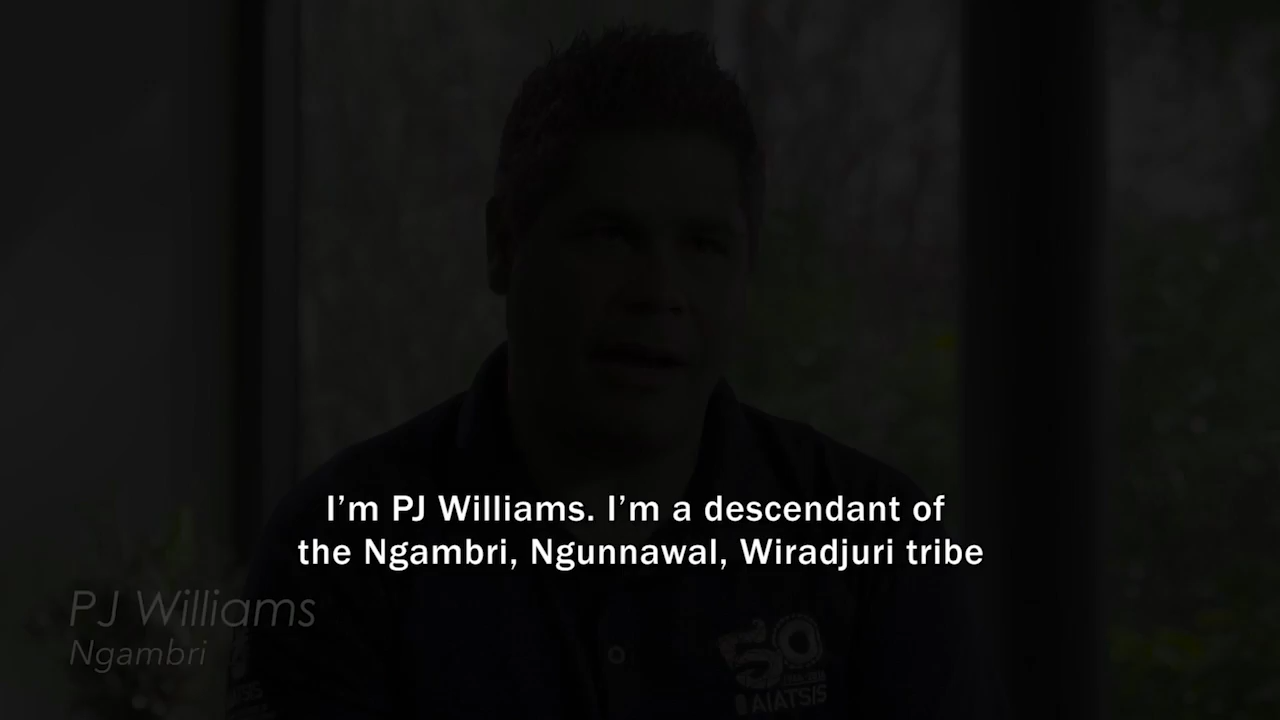 I’m PJ Williams. I’m a descendant of
the Ngambri, Ngunnawal, Wiradjuri tribe
PJ Williams
Ngambri
50
AIATSIS